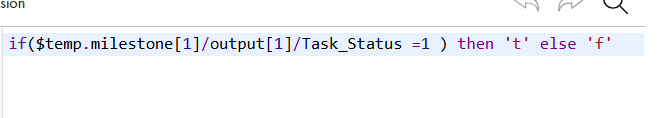 sion
if($temp.milestone[1]/output[1]/Task_Status =1 ) then 't' else 'f'